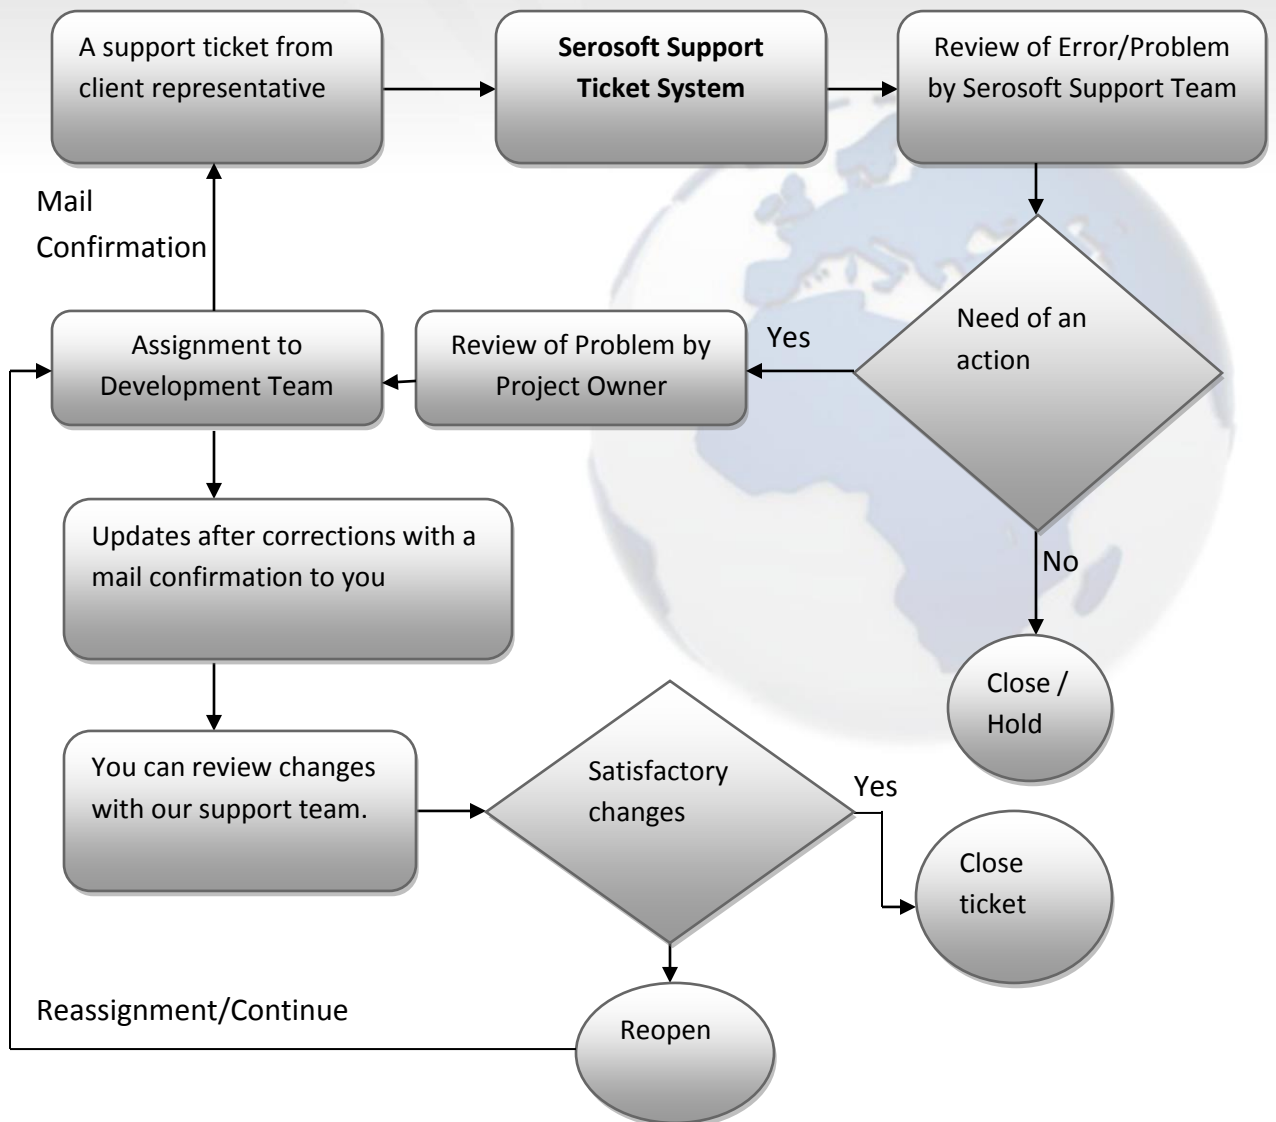 A support ticket from
client representative
Serosoft Support
Ticket System
Review of Error/Problem
by Serosoft Support Team
Mail
Confirmation
Need of an
action
Yes
Review of Problem by
Project Owner
Assignment to
Development Team
Updates after corrections with a
mail confirmation to you
No
Close /
Hold
You can review changes
with our support team.
Satisfactory
changes
Yes
Close
ticket
Reassignment/Continue
Reopen